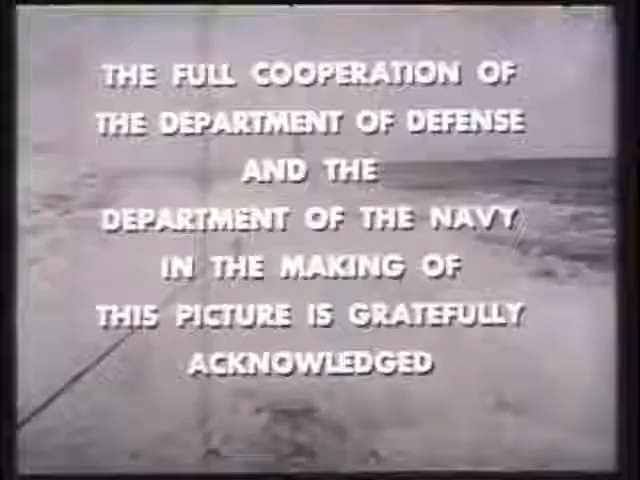 THE FULL COOPERATION OF
THE DEPARTMENT OF DEFENSE
AND THE
DEPARTMENT OF THE NAVY
IN THE MAKING OF
THIS PICTURE IS GRATEFULLY
ACKNOWLEDGED